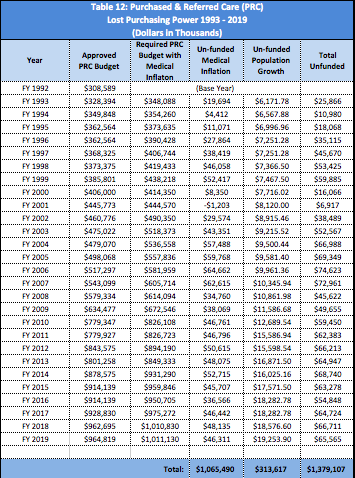 Table 12: Purchased & Referred Care (PRC)
Lost Purchasing Power 1993 - 2019
(Dollars in Thousands)
Year Approved PRC Budget Required PRC Budget with Medical Inflaton Un-funded Medical Inflation Un-funded Population Growth Total Unfunded
FY 1992 $308,589 (Base Year)
FY 1993 $328,394 $348,088 $19,694 $6,171.78 $25,866
FY 1994 $349,848 $354,260 $4,412 $6,567.88 $10,980
FY 1995 $362,564 $373,635 $11,071 $6,996.96 $18,068
FY 1996 $362,564 $390,428 $27,864 $7,251.28 $35,115
FY 1997 $368,325 $406,744 $38,419 $7,251.28 $45,670
FY 1998 $373,375 $419,433 $46,058 $7,366.50 $53,425
FY 1999 $385,801 $438,218 $52,417 $7,467.50 $59,885
FY 2000 $406,000 $414,350 $8,350 $7,716.02 $16,066
FY 2001 $445,773 $444,570 -$1,203 $8,120.00 $6,917
FY 2002 $460,776 $490,350 $29,574 $8,915.46 $38,489
FY 2003 $475,022 $518,373 $43,351 $9,215.52 $52,567
FY 2004 $479,070 $536,558 $57,488 $9,500.44 $66,988
FY 2005 $498,068 $557,836 $59,768 $9,581.40 $69,349
FY 2006 $517,297 $581,959 $64,662 $9,961.36 $74,623
FY 2007 $543,099 $605,714 $62,615 $10,345.94 $72,961
FY 2008 $579,334 $614,094 $34,760 $10,861.98 $45,622
FY 2009 $634,477 $672,546 $38,069 $11,586.68 $49,655
FY 2010 $779,347 $826,108 $46,761 $12,689.54 $59,450
FY 2011 $779,927 $826,723 $46,796 $15,586.94 $62,383
FY 2012 $843,575 $894,190 $50,615 $15,598.54 $66,213
FY 2013 $801,258 $849,333 $48,075 $16,871.50 $64,947
FY 2014 $878,575 $931,290 $52,715 $16,025.16 $68,740
FY 2015 $914,139 $959,846 $45,707 $17,571.50 $63,278
FY 2016 $914,139 $950,705 $36,566 $18,282.78 $54,848
FY 2017 $928,830 $975,272 $46,442 $18,282.78 $64,724
FY 2018 $962,695 $1,010,830 $48,135 $18,576.60 $66,711
FY 2019 $964,819 $1,011,130 $46,311 $19,253.90 $65,565
Total: $1,065,490 $313,617 $1,379,107